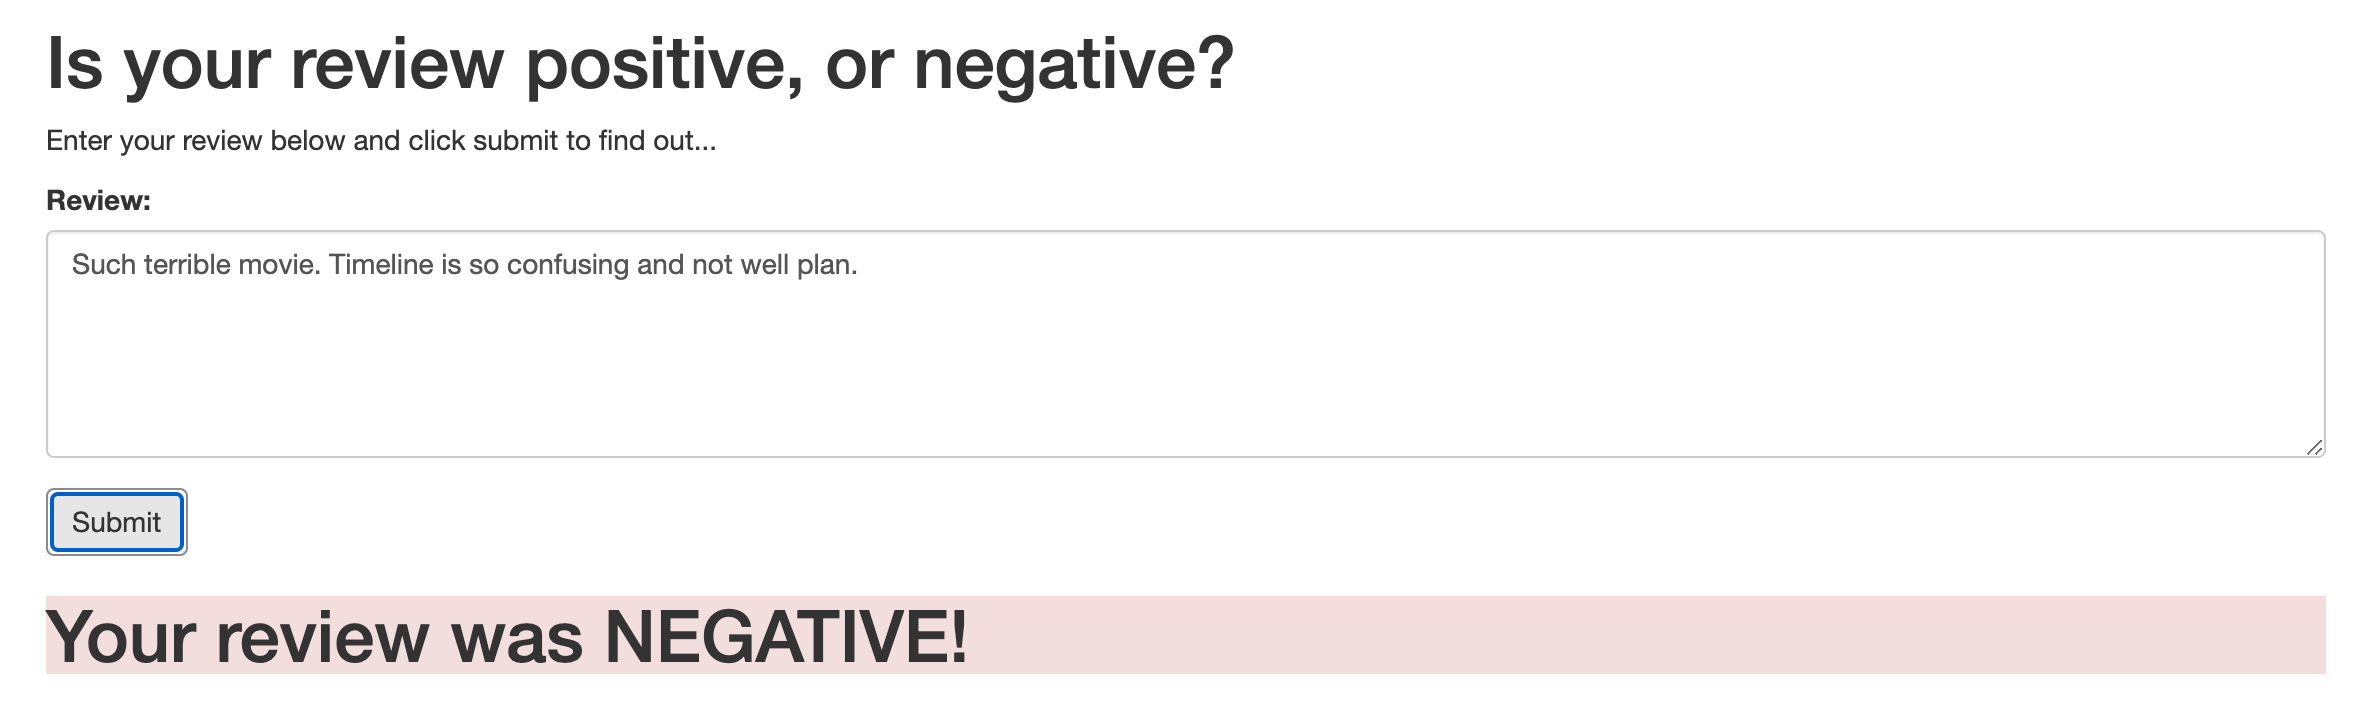 Is your review positive, or negative?
Enter your review below and click submit to find out...
Review:
Such terrible movie. Timeline is so confusing and not well plan.
Submit
Your review was NEGATIVE!